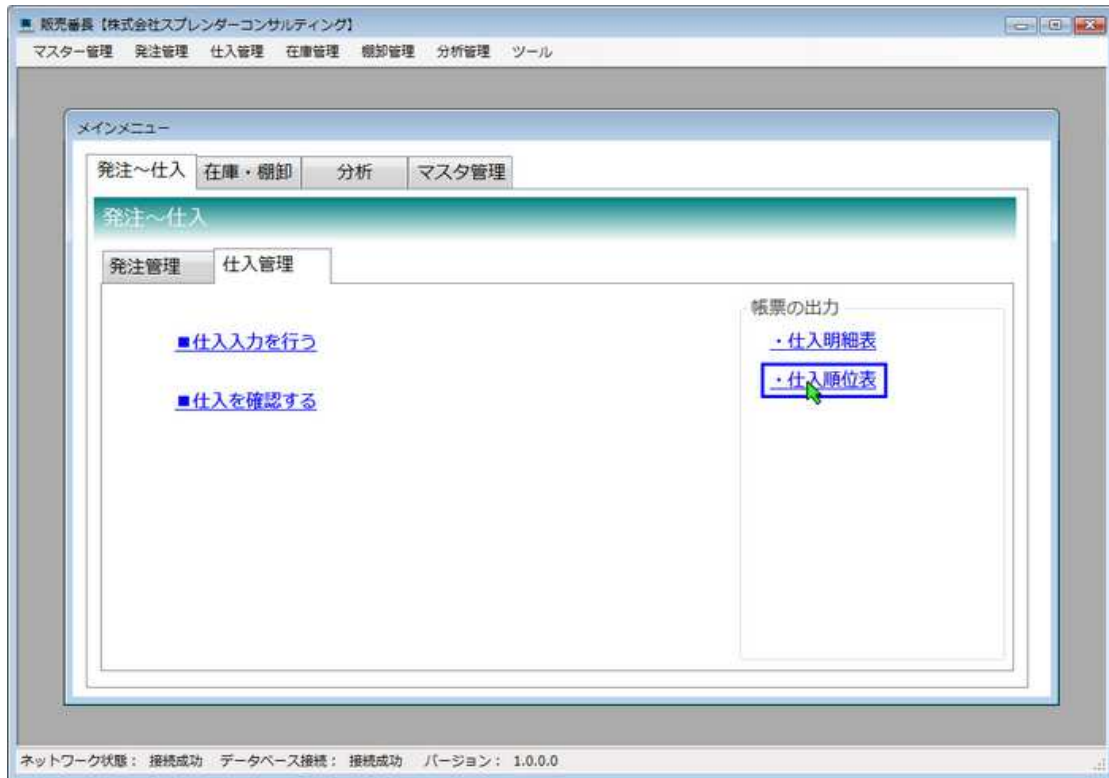 販売番長【株式会社スプレンダーコンサルティング】
マスター管理 発注管理 仕入管理 在庫管理 棚卸管理 分析管理 ツール
メインメニュー
発注～仕入 在庫・棚卸 分析 マスタ管理
発注～仕入
発注管理 仕入管理
帳票の出力
■仕入入力を行う
・仕入明細表
・仕入順位表
■仕入を確認する
ネットワーク状態： 接続成功 データベース接続： 接続成功 バージョン： 1.0.0.0